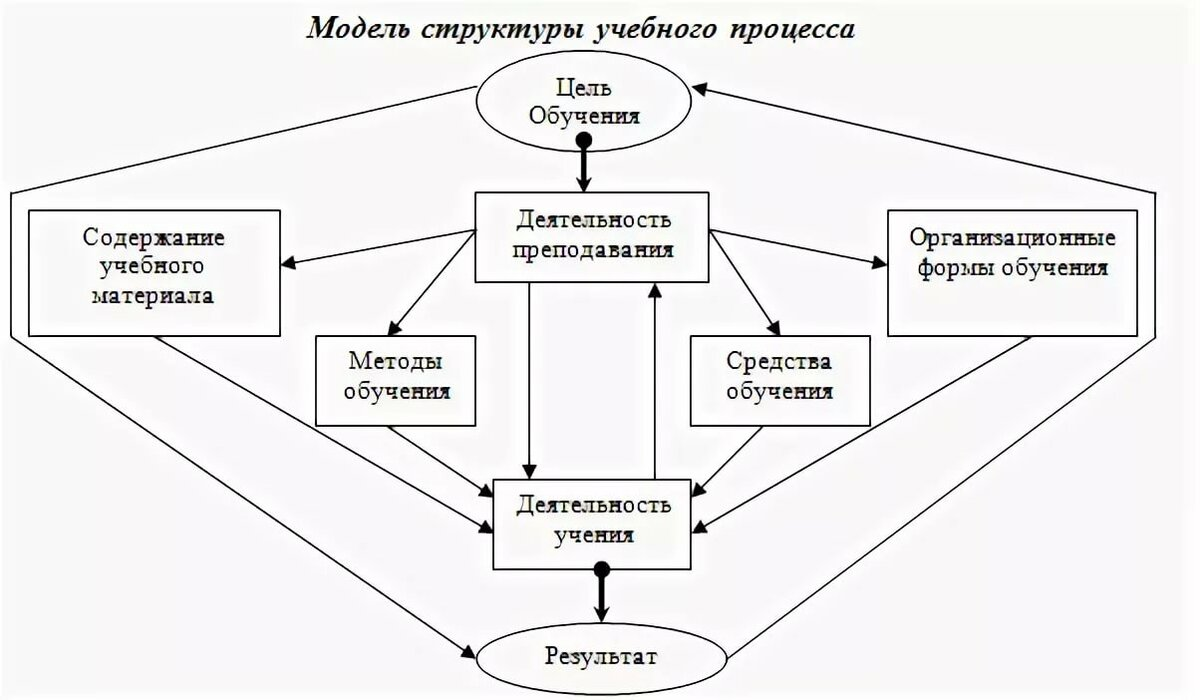 Модель структуры учебного процесса
Цель
Обучения
Деятельность
преподавания
Содержание
учебного
материала
Организационные
формы обучения
Методы
обучения
Средства
обучения
Деятельность
учения
Результат